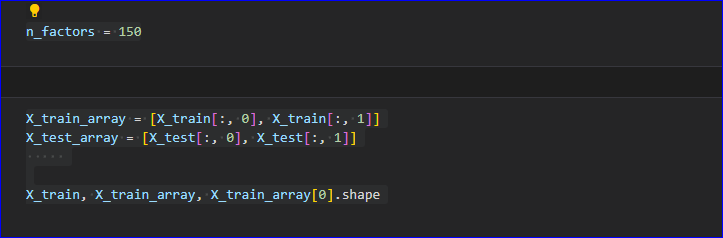 n_factors = 150
X_train_array = [X_train[:, 0], X_train[:, 1]]
X_test_array = [X_test[:, 0], X_test[:, 1]]
X_train, X_train_array, X_train_array[0].shape